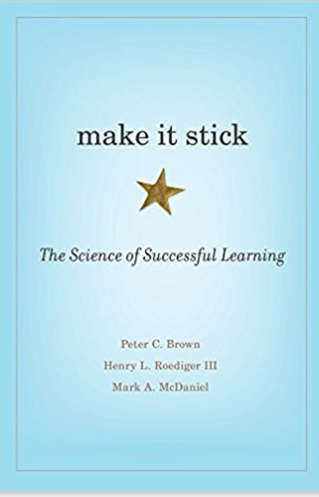 make it stick
The Science of Successful Learning
Peter C. Brown
Henry L. Roediger III
Mark A. McDaniel